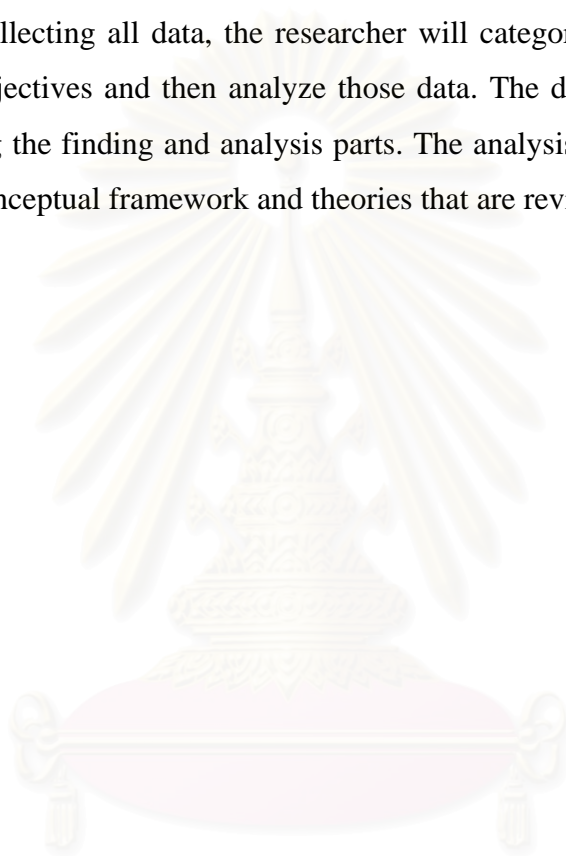 llecting all data, the researcher will categor
jectives and then analyze those data. The d
g the finding and analysis parts. The analysis
nceptual framework and theories that are revi